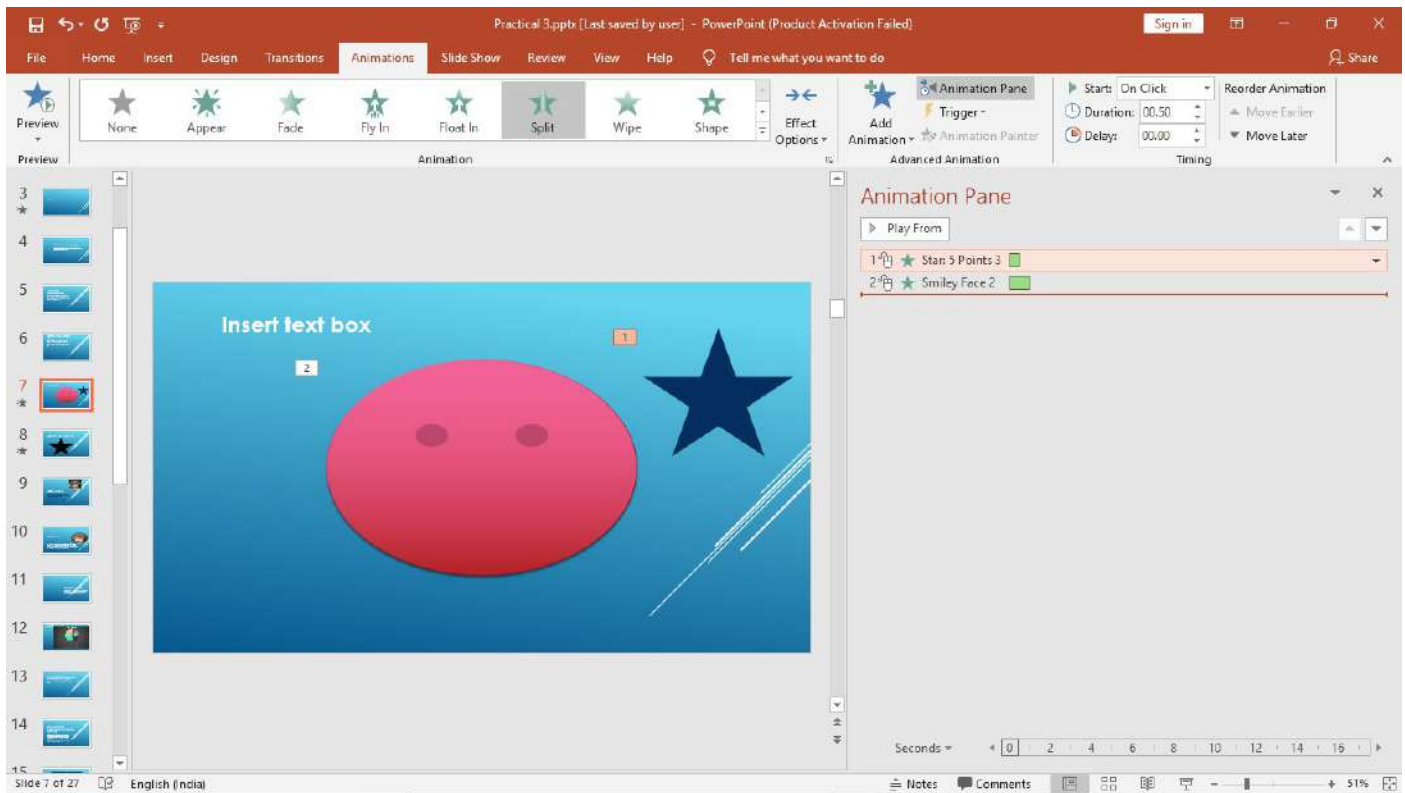 Practical 3.pptx [Last saved by user] - PowerPoint (Product Activation Failed)
Sign in
File Home Insert Design Transitions Animations Slide Show Review View Help Tell me what you want to do Share
Preview
None Appear Fade Fly In Float In Split Wipe Shape
Effect Options
Add Animation
Animation Pane
Trigger
Animation Painter
Start: On Click
Duration: 00.50
Delay: 00.00
Reorder Animation
Move Earlier
Move Later
Preview Animation Advanced Animation Timing
3
4
5
6
7
8
9
10
11
12
13
14
15
Insert text box
1
2
Animation Pane
Play From
1 Star: 5 Points 3
2 Smiley Face 2
Seconds 0 2 4 6 8 10 12 14 16
Slide 7 of 27 English (India) Notes Comments 51%